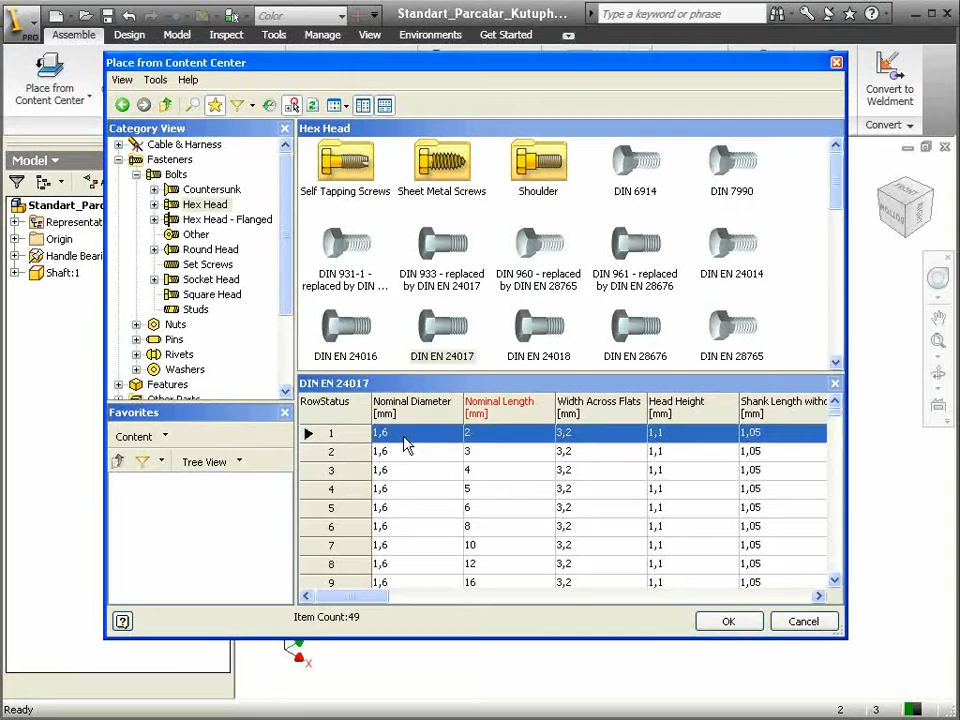 PRO
Color
Standart_Parcalar_Kutuph...
Type a keyword or phrase
Assemble
Design
Model
Inspect
Tools
Manage
View
Environments
Get Started
Place from
Content Center
Convert to
Weldment
Convert
Model
Standart_Parc
Representat
Origin
Handle Beari
Shaft:1
Place from Content Center
View
Tools
Help
Category View
Cable & Harness
Fasteners
Bolts
Countersunk
Hex Head
Hex Head - Flanged
Other
Round Head
Set Screws
Socket Head
Square Head
Studs
Nuts
Pins
Rivets
Washers
Features
Other Parts
Favorites
Content
Tree View
Hex Head
Self Tapping Screws
Sheet Metal Screws
Shoulder
DIN 6914
DIN 7990
DIN 931-1 -
replaced by DIN ...
DIN 933 - replaced
by DIN EN 24017
DIN 960 - replaced
by DIN EN 28765
DIN 961 - replaced
by DIN EN 28676
DIN EN 24014
DIN EN 24016
DIN EN 24017
DIN EN 24018
DIN EN 28676
DIN EN 28765
DIN EN 24017
RowStatus
Nominal Diameter
[mm]
Nominal Length
[mm]
Width Across Flats
[mm]
Head Height
[mm]
Shank Length witho
[mm]
1 1,6 2 3,2 1,1 1,05
2 1,6 3 3,2 1,1 1,05
3 1,6 4 3,2 1,1 1,05
4 1,6 5 3,2 1,1 1,05
5 1,6 6 3,2 1,1 1,05
6 1,6 8 3,2 1,1 1,05
7 1,6 10 3,2 1,1 1,05
8 1,6 12 3,2 1,1 1,05
9 1,6 16 3,2 1,1 1,05
Item Count:49
OK
Cancel
FRONT
X
Ready
2
3